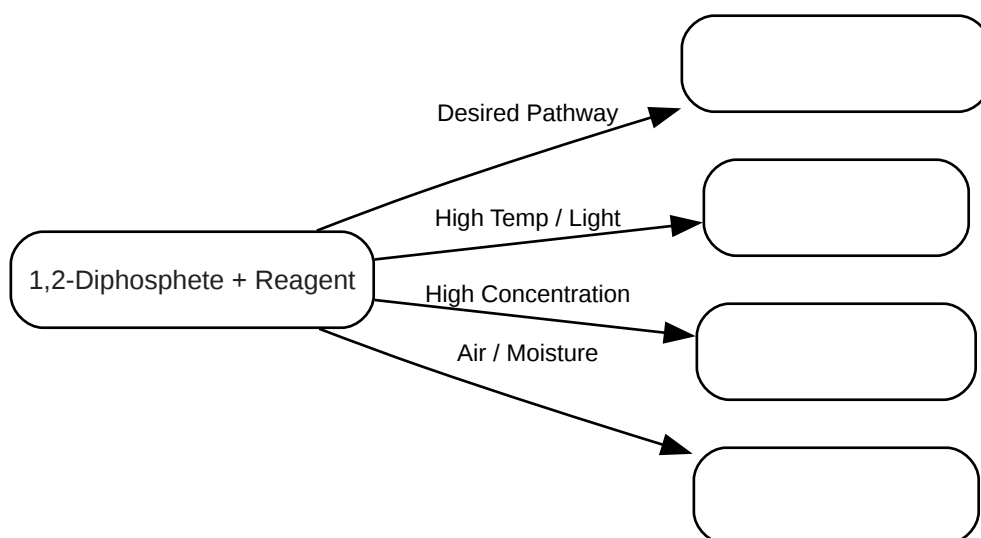 Desired Pathway
High Temp / Light
1,2-Diphosphete + Reagent
High Concentration
Air / Moisture